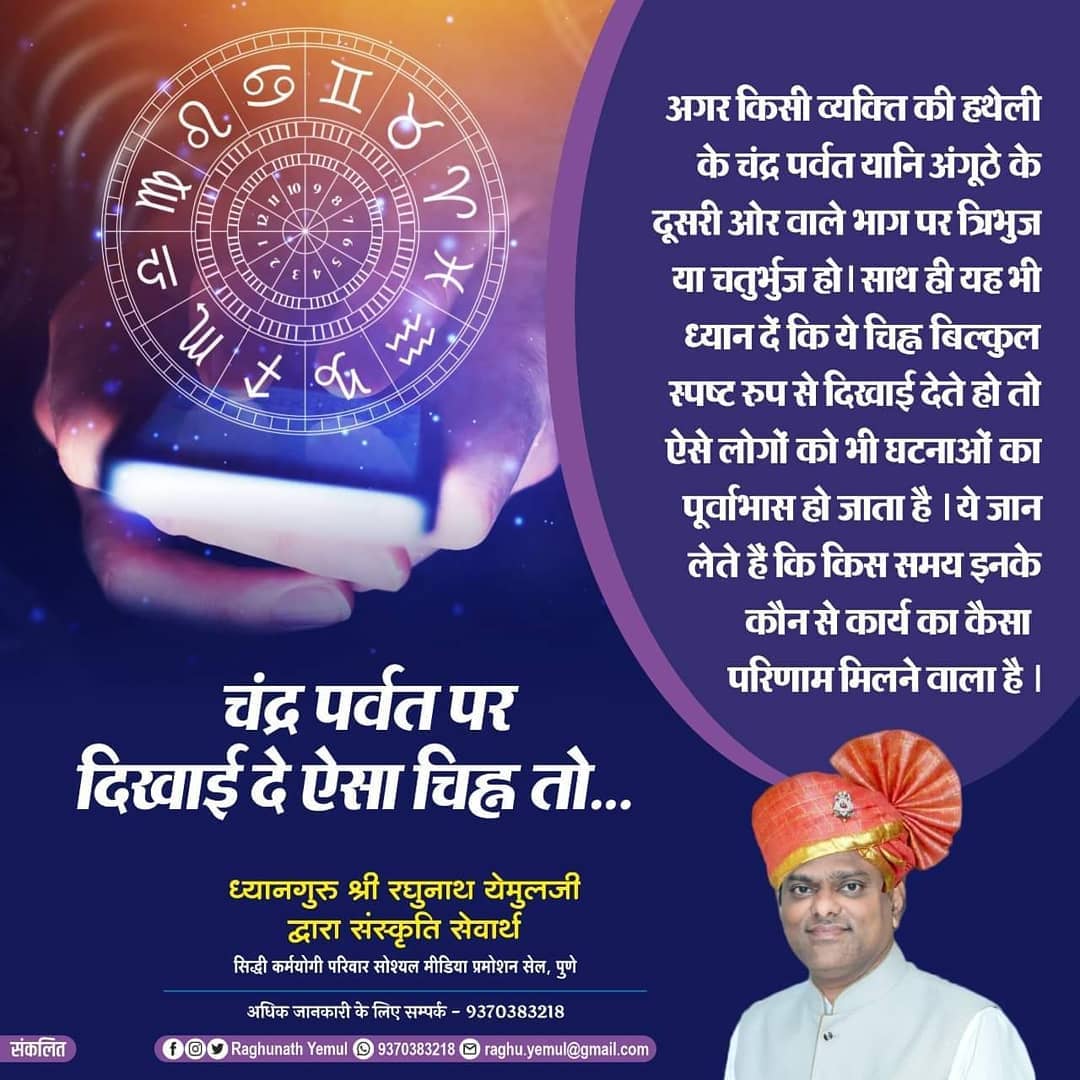 अगर किसी व्यक्ति की हथेली
के चंद्र पर्वत यानि अंगूठे के
दूसरी ओर वाले भाग पर त्रिभुज
या चतुर्भुज हो। साथ ही यह भी
ध्यान दें कि ये चिह्न बिल्कुल
स्पष्ट रुप से दिखाई देते हो तो
ऐसे लोगों को भी घटनाओं का
पूर्वाभास हो जाता है । ये जान
लेते हैं कि किस समय इनके
कौन से कार्य का कैसा
परिणाम मिलने वाला है ।
चंद्र पर्वत पर
दिखाई दे ऐसा चिह्न तो...
ध्यानगुरु श्री रघुनाथ येमुलजी
द्वारा संस्कृति सेवार्थ
सिद्धी कर्मयोगी परिवार सोश्यल मीडिया प्रमोशन सेल, पुणे
अधिक जानकारी के लिए सम्पर्क - 9370383218
संकलित
Raghunath Yemul 9370383218 raghu.yemul@gmail.com